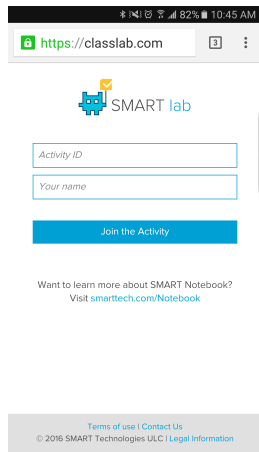 82% 10:45 AM
https://classlab.com 3
SMART lab
Activity ID
Your name
Join the Activity
Want to learn more about SMART Notebook?
Visit smarttech.com/Notebook
Terms of use | Contact Us
© 2016 SMART Technologies ULC | Legal Information